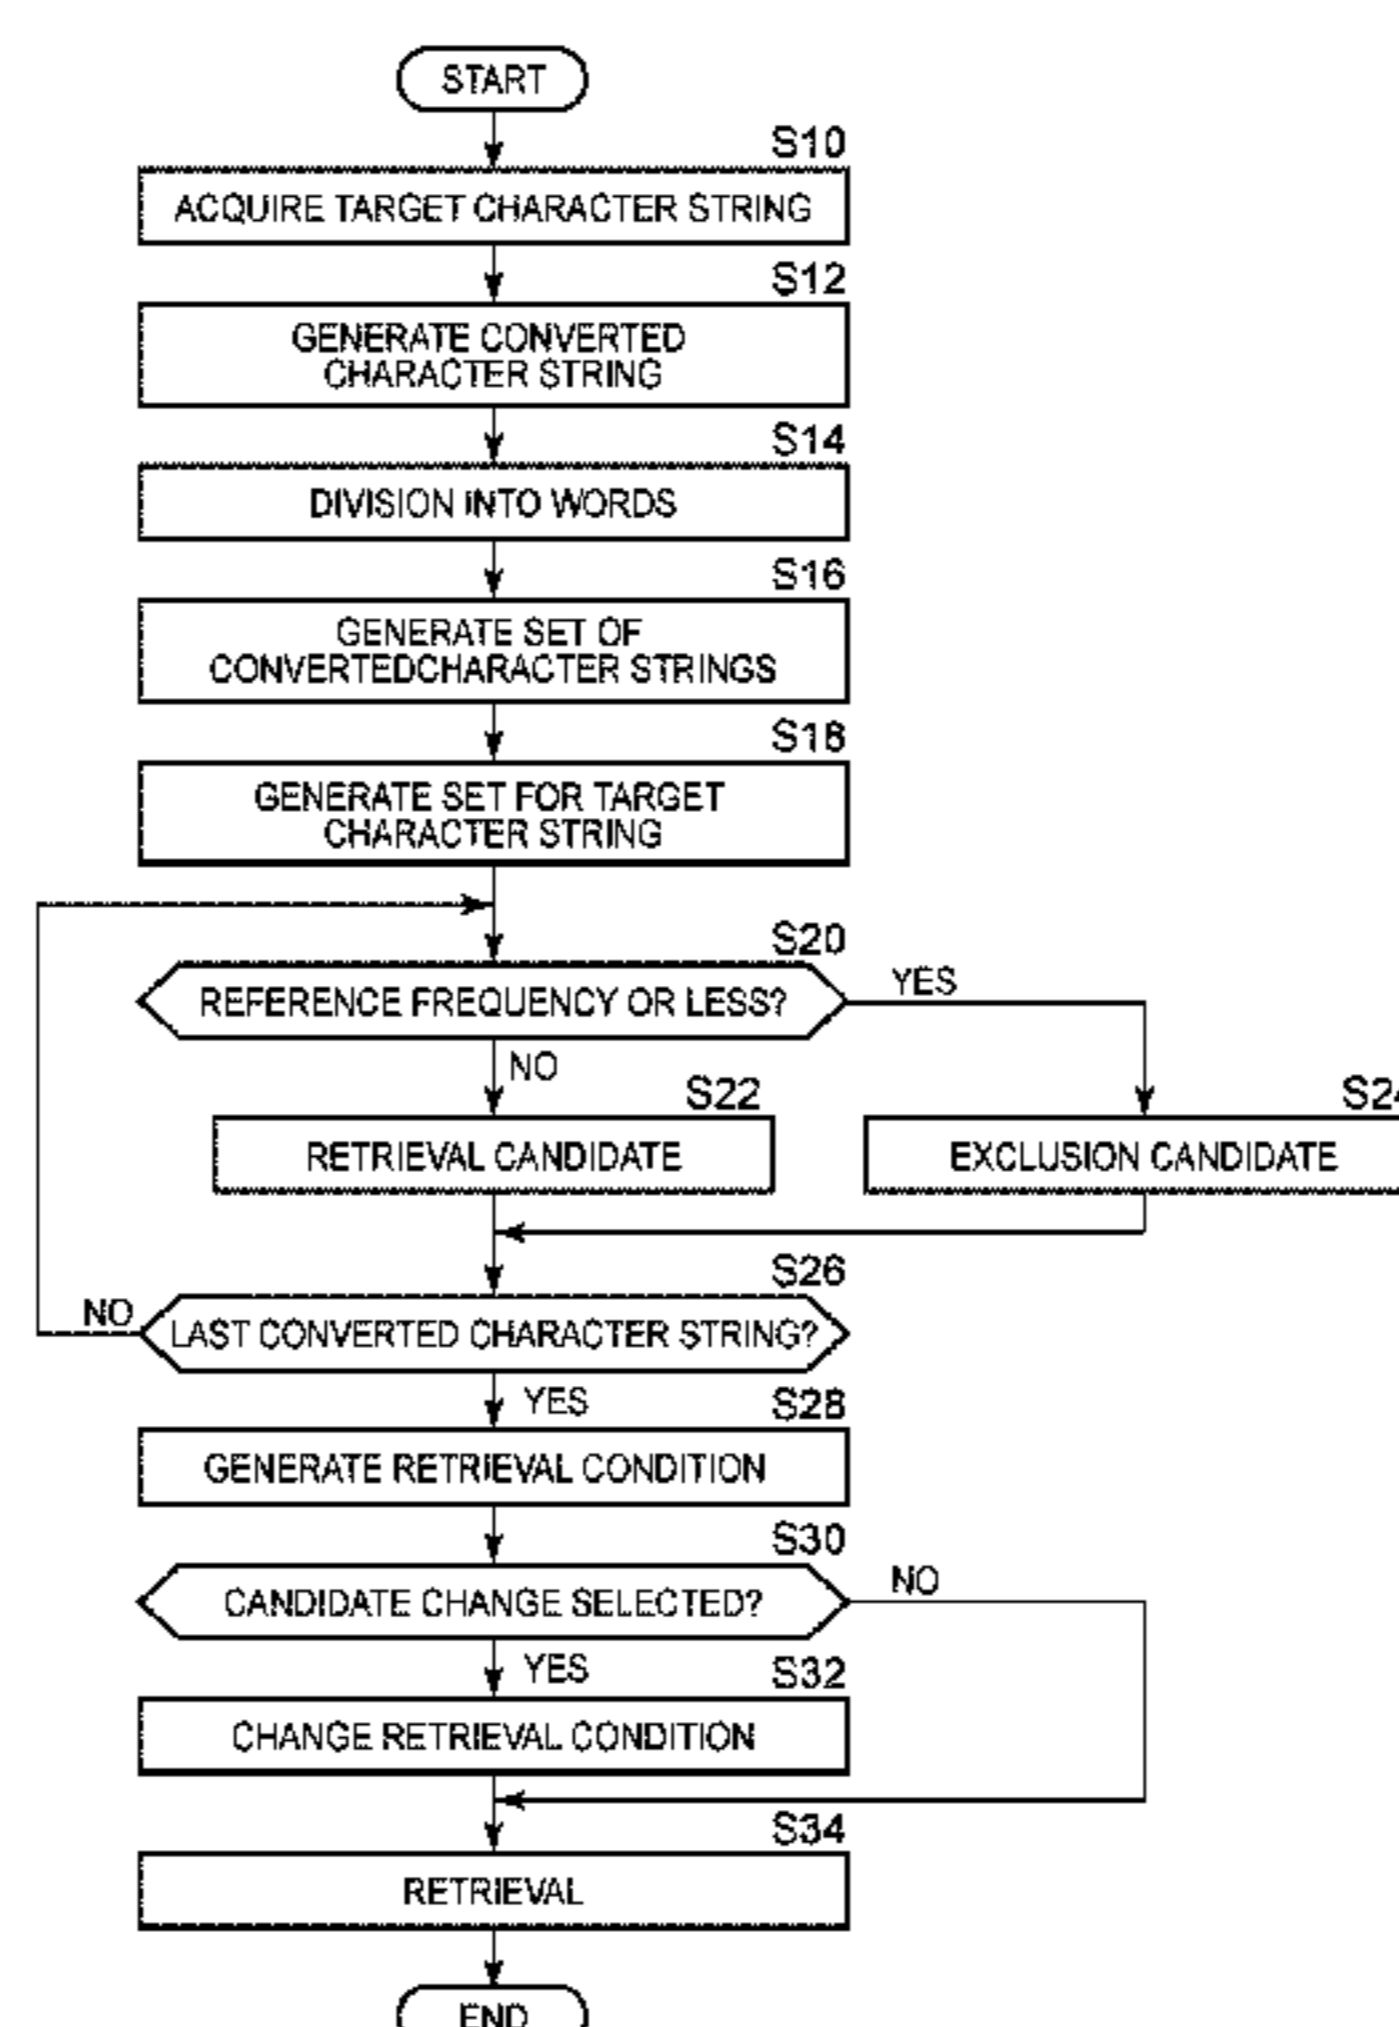 START
S10
ACQUIRE TARGET CHARACTER STRING
S12
GENERATE CONVERTED
CHARACTER STRING
S14
DIVISION INTO WORDS
S16
GENERATE SET OF
CONVERTEDCHARACTER STRINGS
S18
GENERATE SET FOR TARGET
CHARACTER STRING
S20
REFERENCE FREQUENCY OR LESS?
YES
NO
S22
RETRIEVAL CANDIDATE
S24
EXCLUSION CANDIDATE
S26
NO
LAST CONVERTED CHARACTER STRING?
YES
S28
GENERATE RETRIEVAL CONDITION
S30
CANDIDATE CHANGE SELECTED?
NO
YES
S32
CHANGE RETRIEVAL CONDITION
S34
RETRIEVAL
END